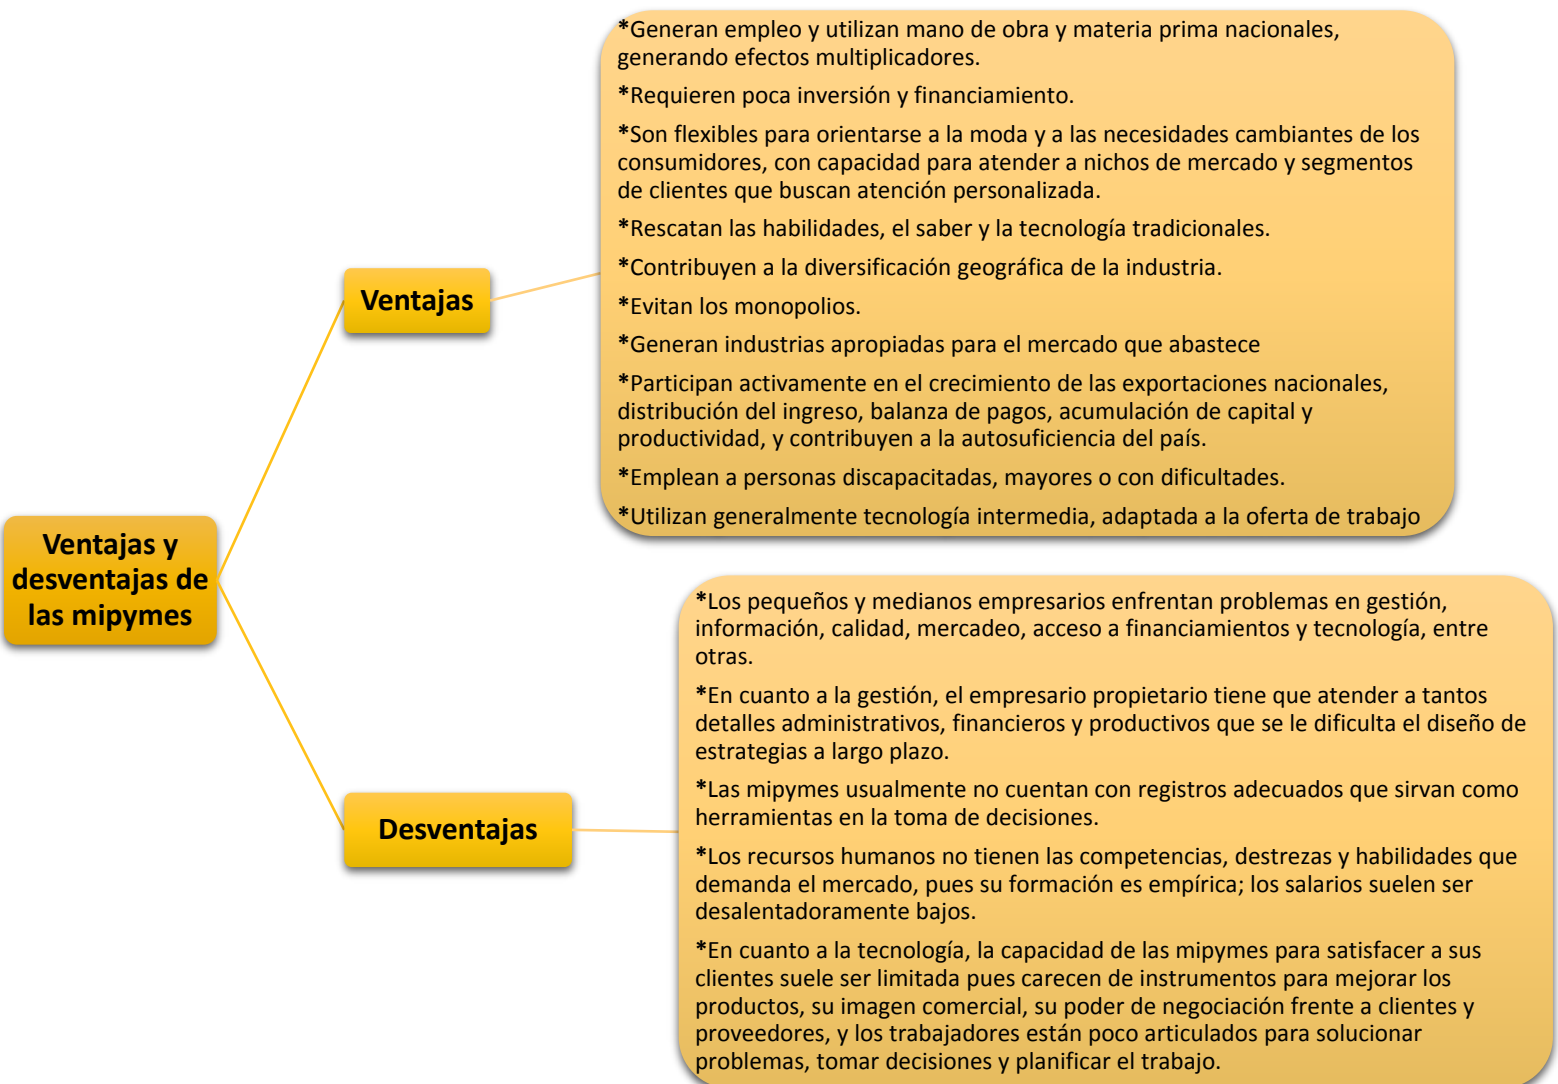 Ventajas y
desventajas de
las mipymes
Ventajas
*Generan empleo y utilizan mano de obra y materia prima nacionales,
generando efectos multiplicadores.
*Requieren poca inversión y financiamiento.
*Son flexibles para orientarse a la moda y a las necesidades cambiantes de los
consumidores, con capacidad para atender a nichos de mercado y segmentos
de clientes que buscan atención personalizada.
*Rescatan las habilidades, el saber y la tecnología tradicionales.
*Contribuyen a la diversificación geográfica de la industria.
*Evitan los monopolios.
*Generan industrias apropiadas para el mercado que abastece
*Participan activamente en el crecimiento de las exportaciones nacionales,
distribución del ingreso, balanza de pagos, acumulación de capital y
productividad, y contribuyen a la autosuficiencia del país.
*Emplean a personas discapacitadas, mayores o con dificultades.
*Utilizan generalmente tecnología intermedia, adaptada a la oferta de trabajo
Desventajas
*Los pequeños y medianos empresarios enfrentan problemas en gestión,
información, calidad, mercadeo, acceso a financiamientos y tecnología, entre
otras.
*En cuanto a la gestión, el empresario propietario tiene que atender a tantos
detalles administrativos, financieros y productivos que se le dificulta el diseño de
estrategias a largo plazo.
*Las mipymes usualmente no cuentan con registros adecuados que sirvan como
herramientas en la toma de decisiones.
*Los recursos humanos no tienen las competencias, destrezas y habilidades que
demanda el mercado, pues su formación es empírica; los salarios suelen ser
desalentadoramente bajos.
*En cuanto a la tecnología, la capacidad de las mipymes para satisfacer a sus
clientes suele ser limitada pues carecen de instrumentos para mejorar los
productos, su imagen comercial, su poder de negociación frente a clientes y
proveedores, y los trabajadores están poco articulados para solucionar
problemas, tomar decisiones y planificar el trabajo.